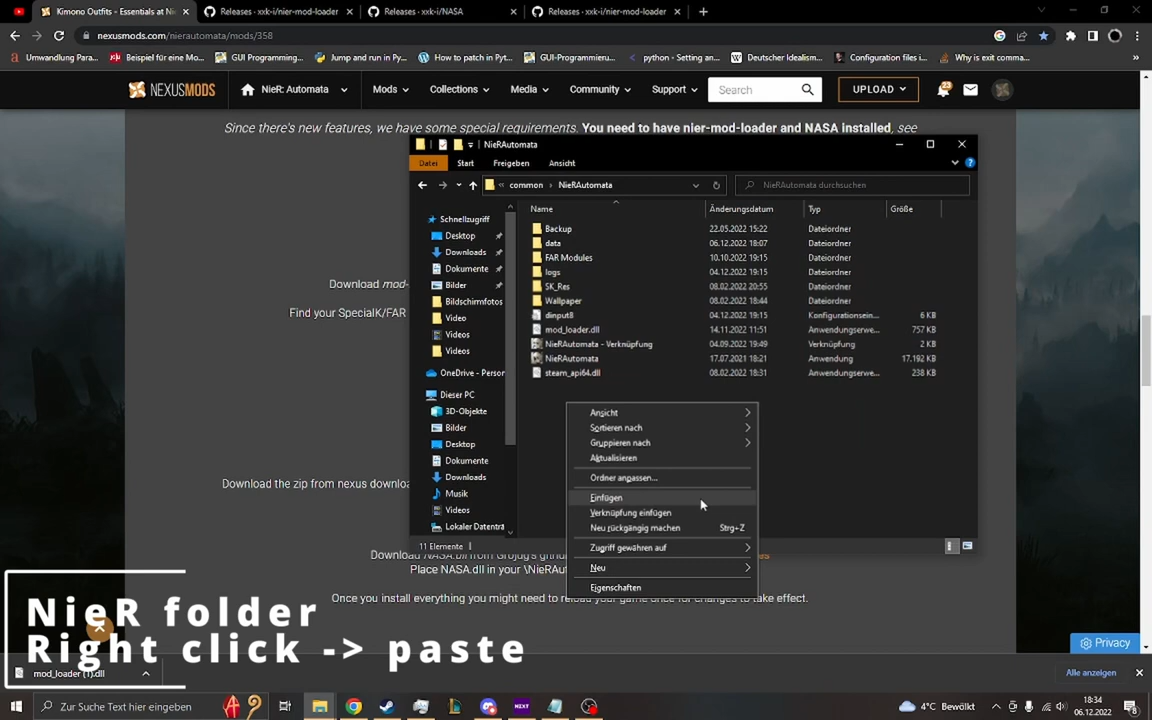 Kimono Outfits - Essentials at Ni
Releases · xxk-i/nier-mod-loader
Releases · xxk-i/NASA
Releases · xxk-i/nier-mod-loader
nexusmods.com/nierautomata/mods/358
Umwandlung Para...
Beispiel für eine Mo...
GUI Programming...
Jump and run in Py...
How to patch in Pyt...
GUI-Programmieru...
python - Setting an...
Deutscher Idealism...
Configuration files i...
Why is exit comma...
»
NEXUSMODS
NieR: Automata
Mods
Collections
Media
Community
Support
Search
UPLOAD
23
Since there's new features, we have some special requirements. You need to have nier-mod-loader and NASA installed, see
NieRAutomata
Datei
Start
Freigeben
Ansicht
« common › NieRAutomata
NieRAutomata durchsuchen
Name
Änderungsdatum
Typ
Größe
Schnellzugriff
Desktop
Downloads
Dokumente
Bilder
Bildschirmfotos
Video
Videos
Videos
OneDrive - Person
Dieser PC
3D-Objekte
Bilder
Desktop
Dokumente
Downloads
Musik
Videos
Lokaler Datenträ
Backup 22.05.2022 15:22 Dateiordner
data 06.12.2022 18:07 Dateiordner
FAR Modules 10.10.2022 19:15 Dateiordner
logs 04.12.2022 19:15 Dateiordner
SK_Res 08.02.2022 20:55 Dateiordner
Wallpaper 08.02.2022 18:44 Dateiordner
dinput8 04.12.2022 19:15 Konfigurationsein... 6 KB
mod_loader.dll 14.11.2022 11:51 Anwendungserwe... 757 KB
NieRAutomata - Verknüpfung 04.09.2022 19:49 Verknüpfung 2 KB
NieRAutomata 17.07.2021 18:21 Anwendung 17.192 KB
steam_api64.dll 08.02.2022 18:31 Anwendungserwe... 238 KB
Ansicht
Sortieren nach
Gruppieren nach
Aktualisieren
Ordner anpassen...
Einfügen
Verknüpfung einfügen
Neu rückgängig machen Strg+Z
Zugriff gewähren auf
Neu
Eigenschaften
11 Elemente
Download mod-
Find your SpecialK/FAR
Download the zip from nexus downloa
Download NASA.dll from Grojdg's
Place NASA.dll in your \NieRAut
Once you install everything you might need to reload your game once for changes to take effect.
NieR folder
Right click -> paste
Privacy
mod_loader (1).dll
Alle anzeigen
Zur Suche Text hier eingeben
NEXT
4°C Bewölkt
18:34
06.12.2022
8